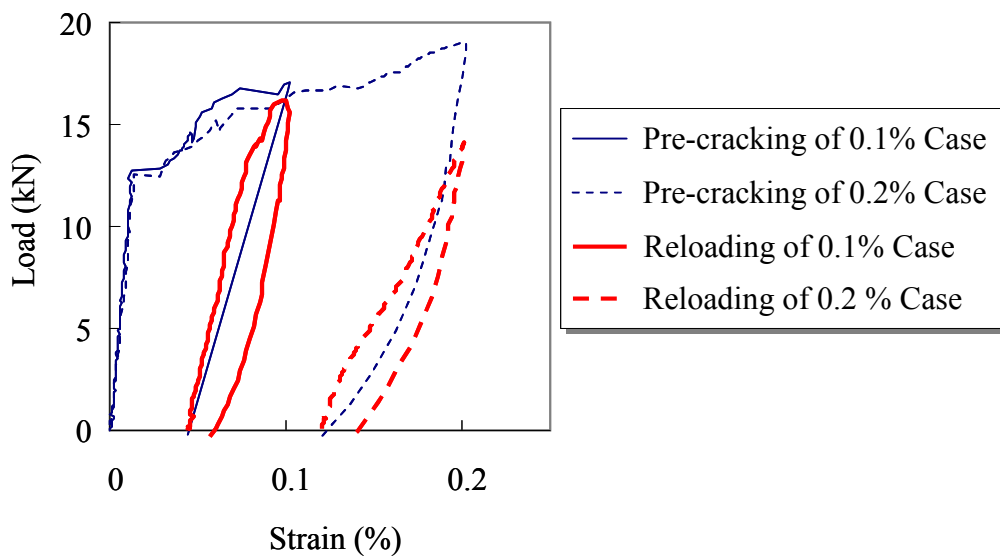 20
15
10
5
0
Load (kN)
0
0.1
0.2
Strain (%)
Pre-cracking of 0.1% Case
Pre-cracking of 0.2% Case
Reloading of 0.1% Case
Reloading of 0.2 % Case